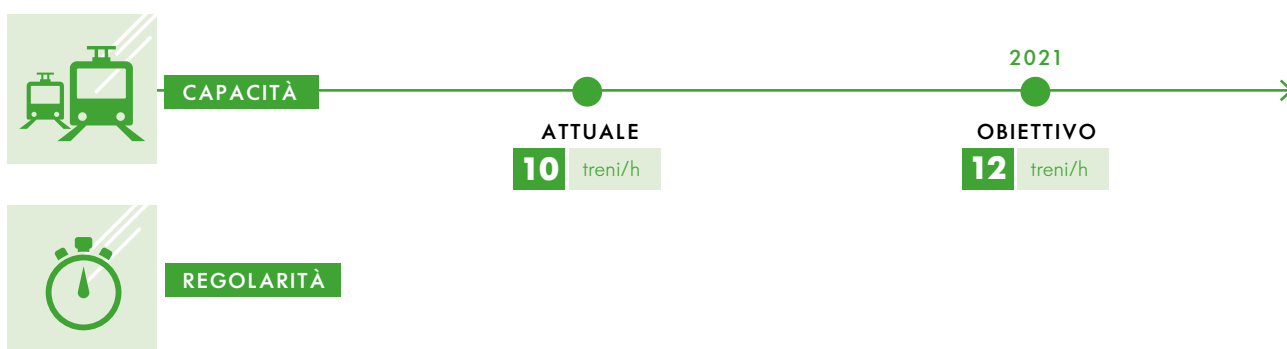 CAPACITÀ
2021
ATTUALE
OBIETTIVO
10 treni/h
12 treni/h
REGOLARITÀ